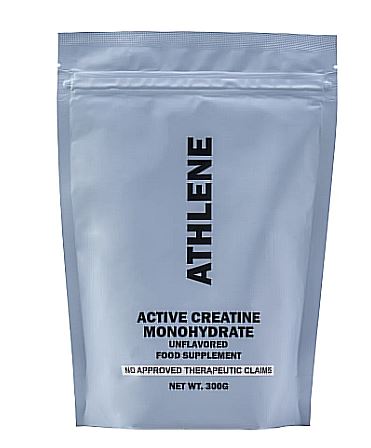 ATHLENE
ACTIVE CREATINE
MONOHYDRATE
UNFLAVORED
FOOD SUPPLEMENT
NO APPROVED THERAPEUTIC CLAIMS
NET WT. 300G